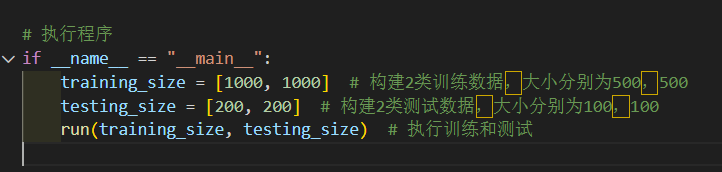 # 执行程序
if __name__ == "__main__":
    training_size = [1000, 1000]  # 构建2类训练数据，大小分别为500，500
    testing_size = [200, 200]  # 构建2类测试数据，大小分别为100，100
    run(training_size, testing_size)  # 执行训练和测试